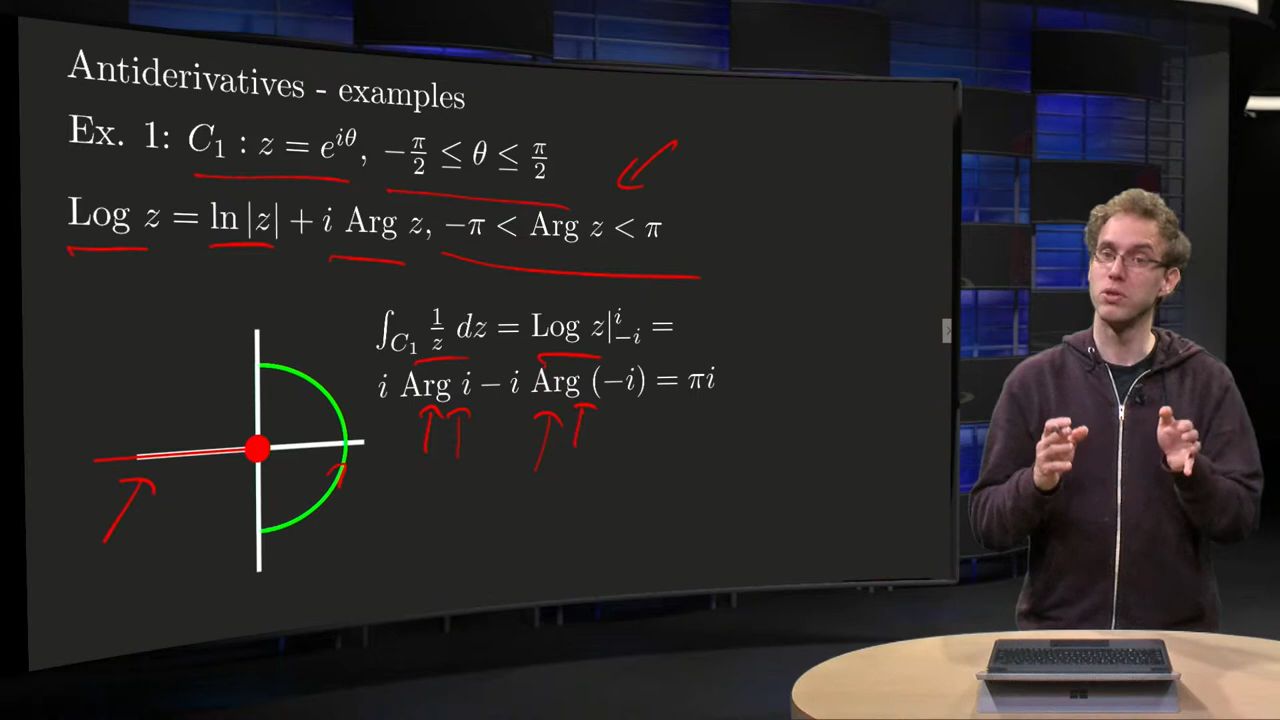 Antiderivatives - examples
Ex. 1: C₁ : z = e^{iθ}, −π/2 ≤ θ ≤ π/2
Log z = ln |z| + i Arg z, −π < Arg z < π
∫_{C₁} 1/z dz = Log z|_{−i}^{i} =
i Arg i − i Arg (−i) = πi